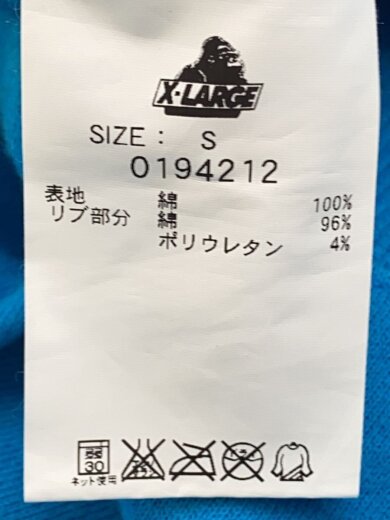 X-LARGE
SIZE: S
0194212
表地 綿 100%
リブ部分 綿 96%
ポリウレタン 4%
30
ネット使用